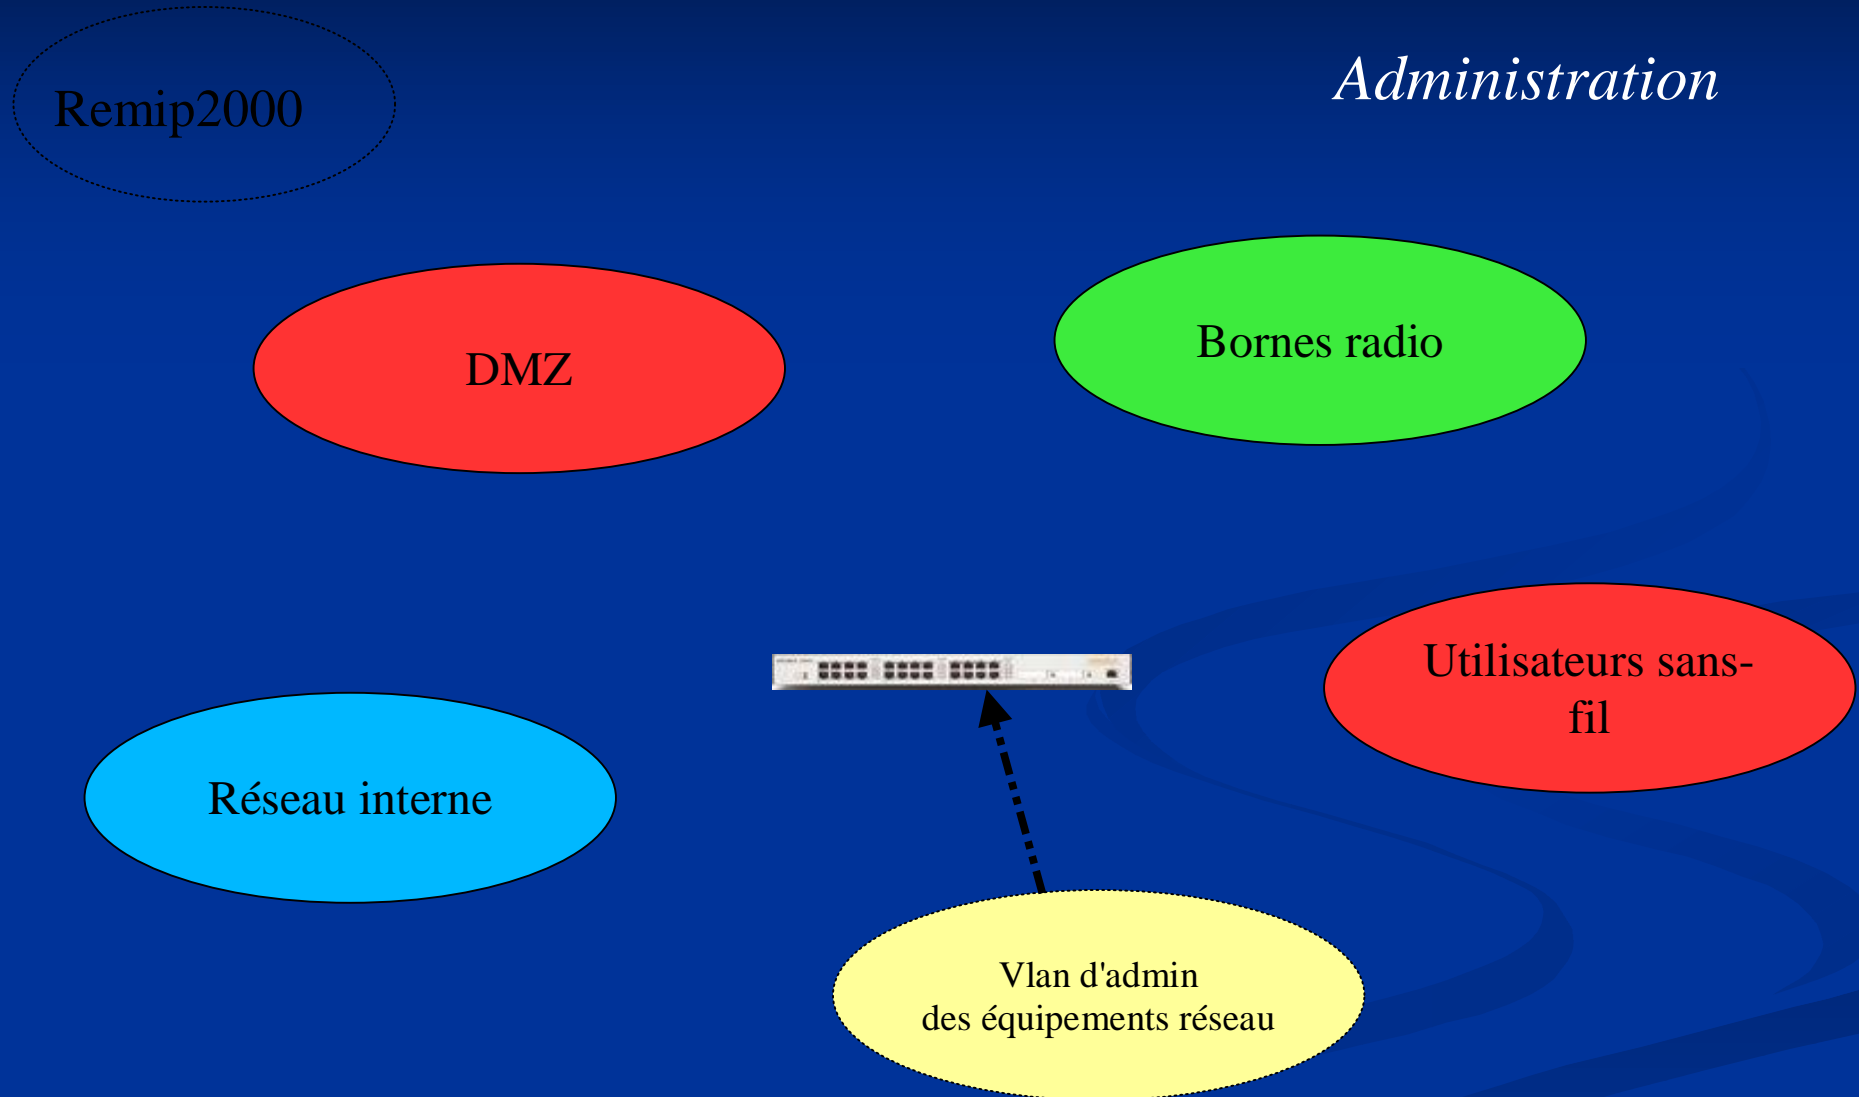 Remip2000
Administration
DMZ
Bornes radio
Utilisateurs sans-
fil
Réseau interne
Vlan d'admin
des équipements réseau